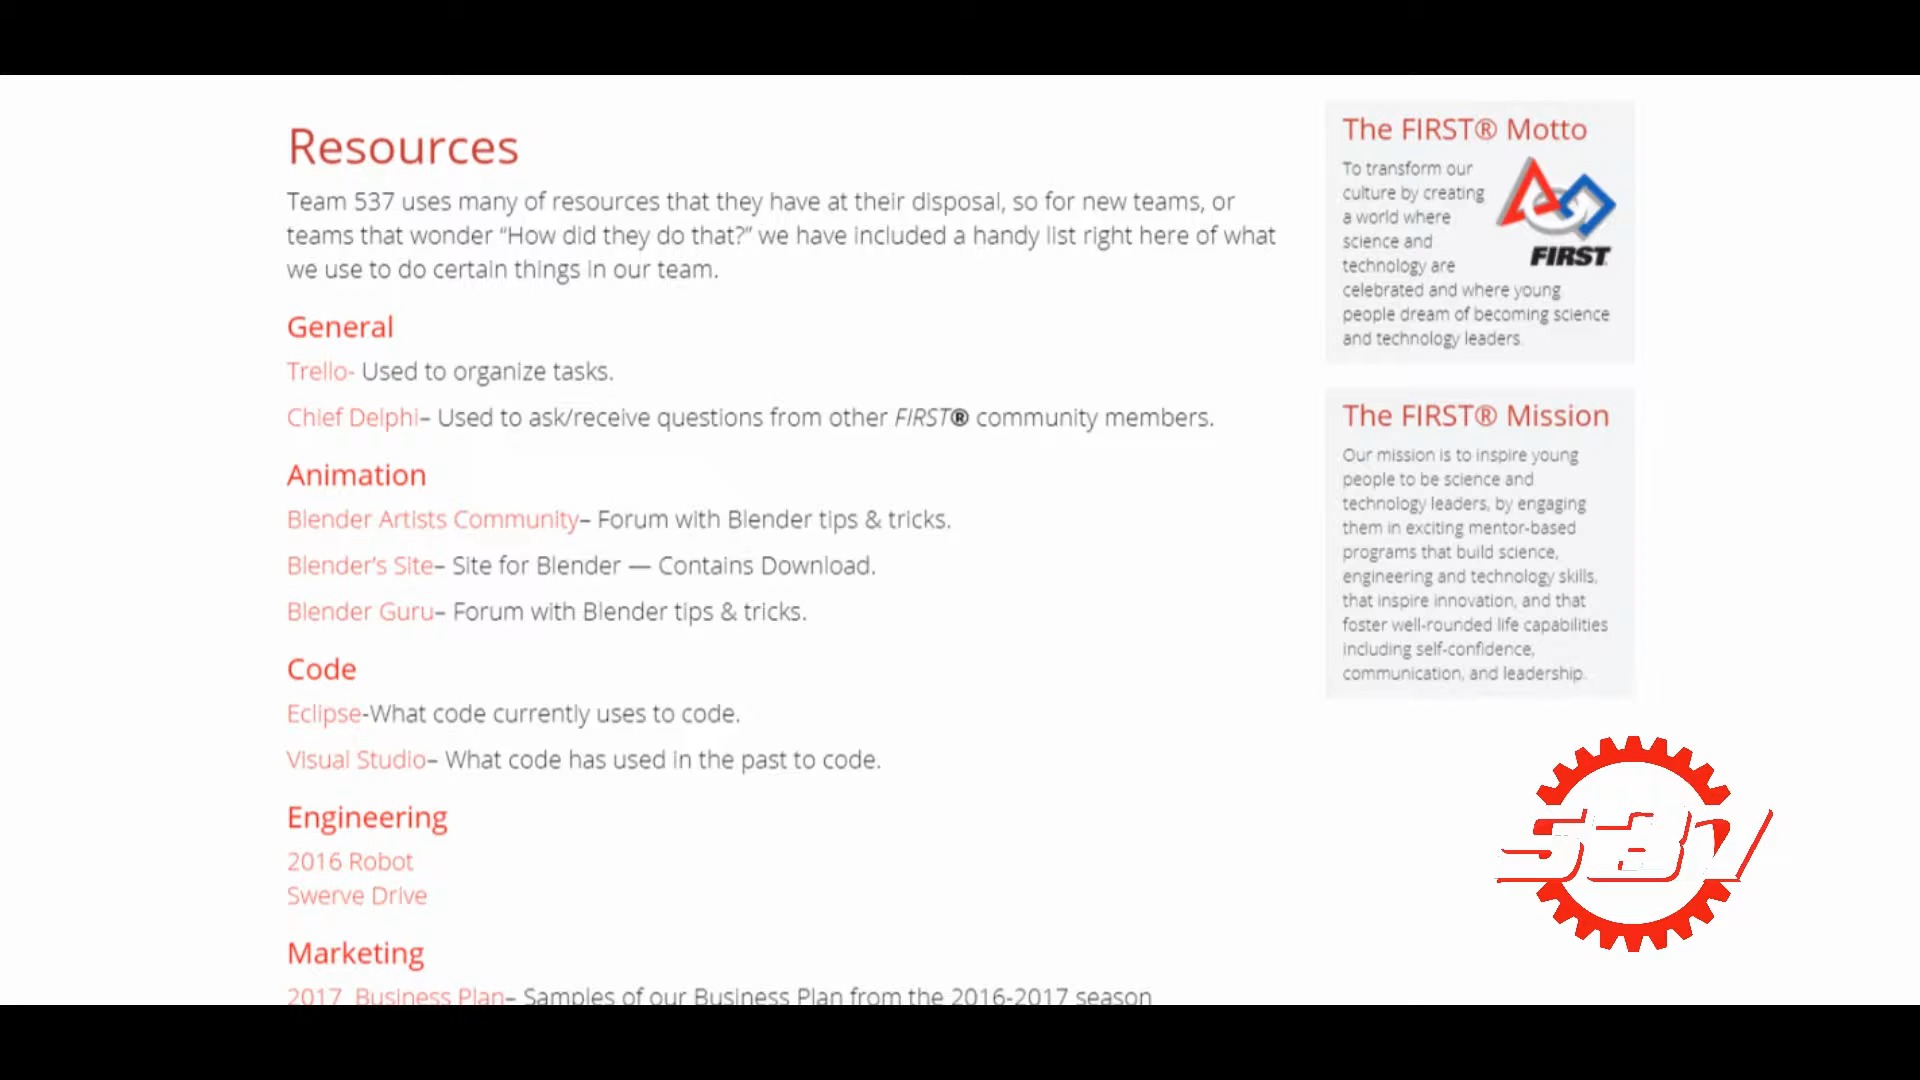 Resources
Team 537 uses many of resources that they have at their disposal, so for new teams, or
teams that wonder “How did they do that?” we have included a handy list right here of what
we use to do certain things in our team.
General
Trello- Used to organize tasks.
Chief Delphi– Used to ask/receive questions from other FIRST® community members.
Animation
Blender Artists Community– Forum with Blender tips & tricks.
Blender’s Site– Site for Blender — Contains Download.
Blender Guru– Forum with Blender tips & tricks.
Code
Eclipse-What code currently uses to code.
Visual Studio– What code has used in the past to code.
Engineering
2016 Robot
Swerve Drive
Marketing
2017 Business Plan– Samples of our Business Plan from the 2016-2017 season
The FIRST® Motto
To transform our
culture by creating
a world where
science and
technology are
celebrated and where young
people dream of becoming science
and technology leaders.
FIRST
The FIRST® Mission
Our mission is to inspire young
people to be science and
technology leaders, by engaging
them in exciting mentor-based
programs that build science,
engineering and technology skills,
that inspire innovation, and that
foster well-rounded life capabilities
including self-confidence,
communication, and leadership.